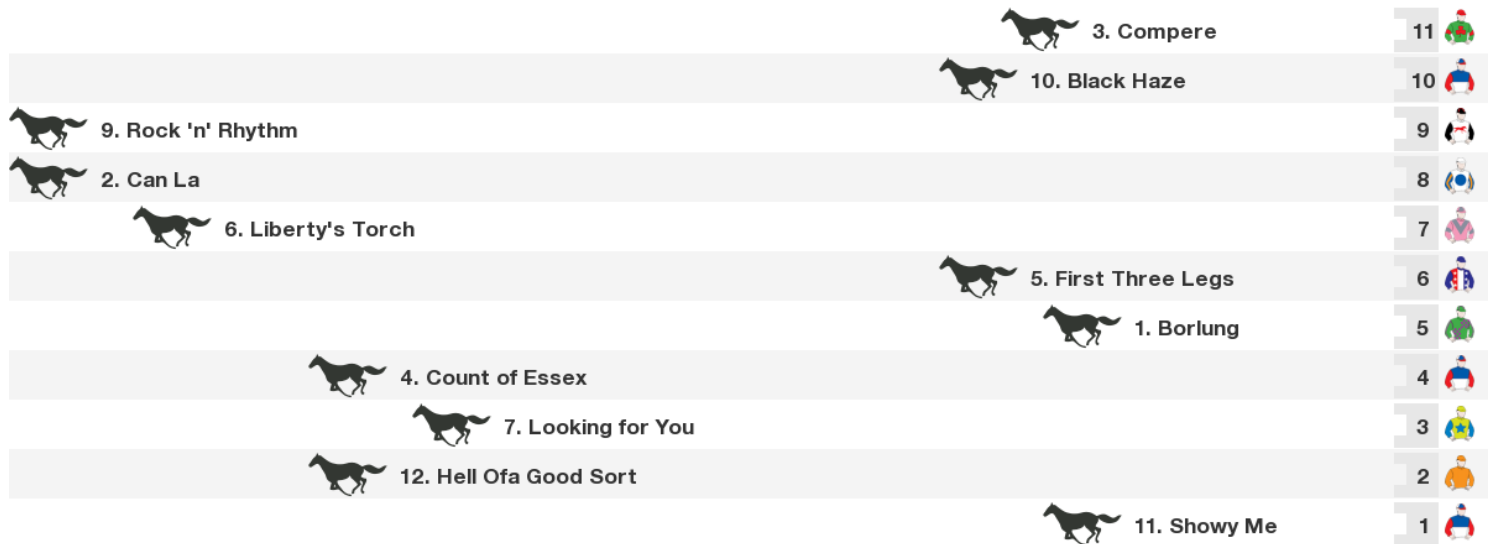 3. Compere 11
10. Black Haze 10
9. Rock 'n' Rhythm 9
2. Can La 8
6. Liberty's Torch 7
5. First Three Legs 6
1. Borlung 5
4. Count of Essex 4
7. Looking for You 3
12. Hell Ofa Good Sort 2
11. Showy Me 1